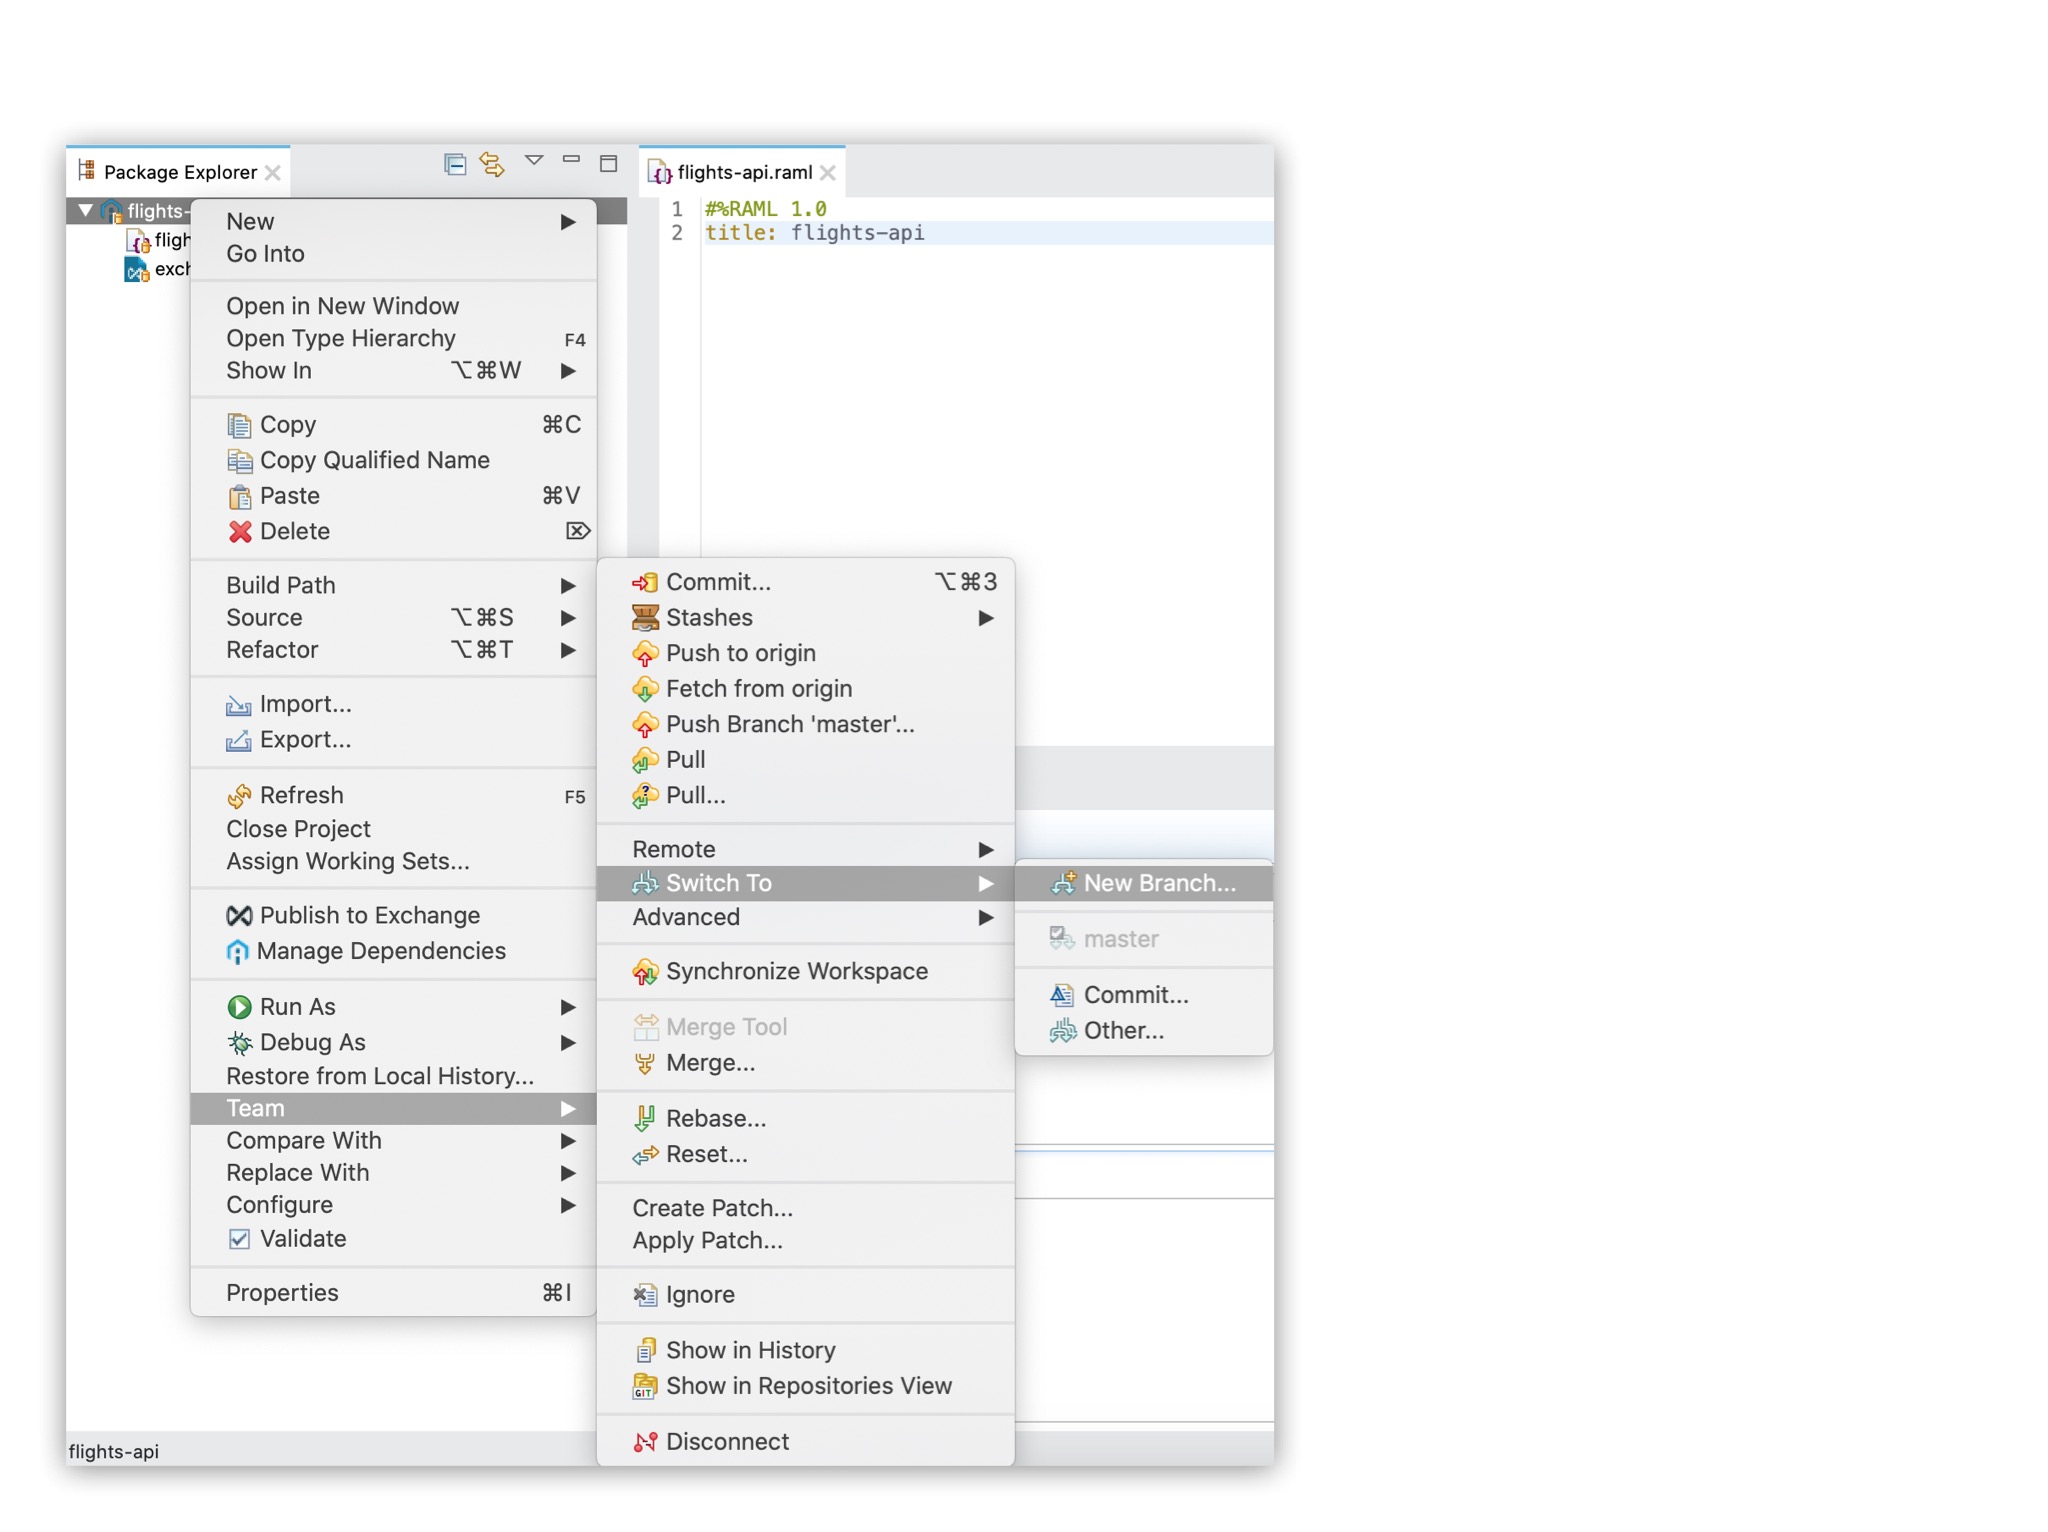 Package Explorer
flights-api.raml
flights-
fligh
exch
1 #%RAML 1.0
2 title: flights-api
New
Go Into
Open in New Window
Open Type Hierarchy F4
Show In ⌥⌘W
Copy ⌘C
Copy Qualified Name
Paste ⌘V
Delete ⌦
Build Path
Source ⌥⌘S
Refactor ⌥⌘T
Import...
Export...
Refresh F5
Close Project
Assign Working Sets...
Publish to Exchange
Manage Dependencies
Run As
Debug As
Restore from Local History...
Team
Compare With
Replace With
Configure
Validate
Properties ⌘I
Commit... ⌥⌘3
Stashes
Push to origin
Fetch from origin
Push Branch 'master'...
Pull
Pull...
Remote
Switch To
Advanced
Synchronize Workspace
Merge Tool
Merge...
Rebase...
Reset...
Create Patch...
Apply Patch...
Ignore
Show in History
GIT Show in Repositories View
Disconnect
New Branch...
master
Commit...
Other...
flights-api